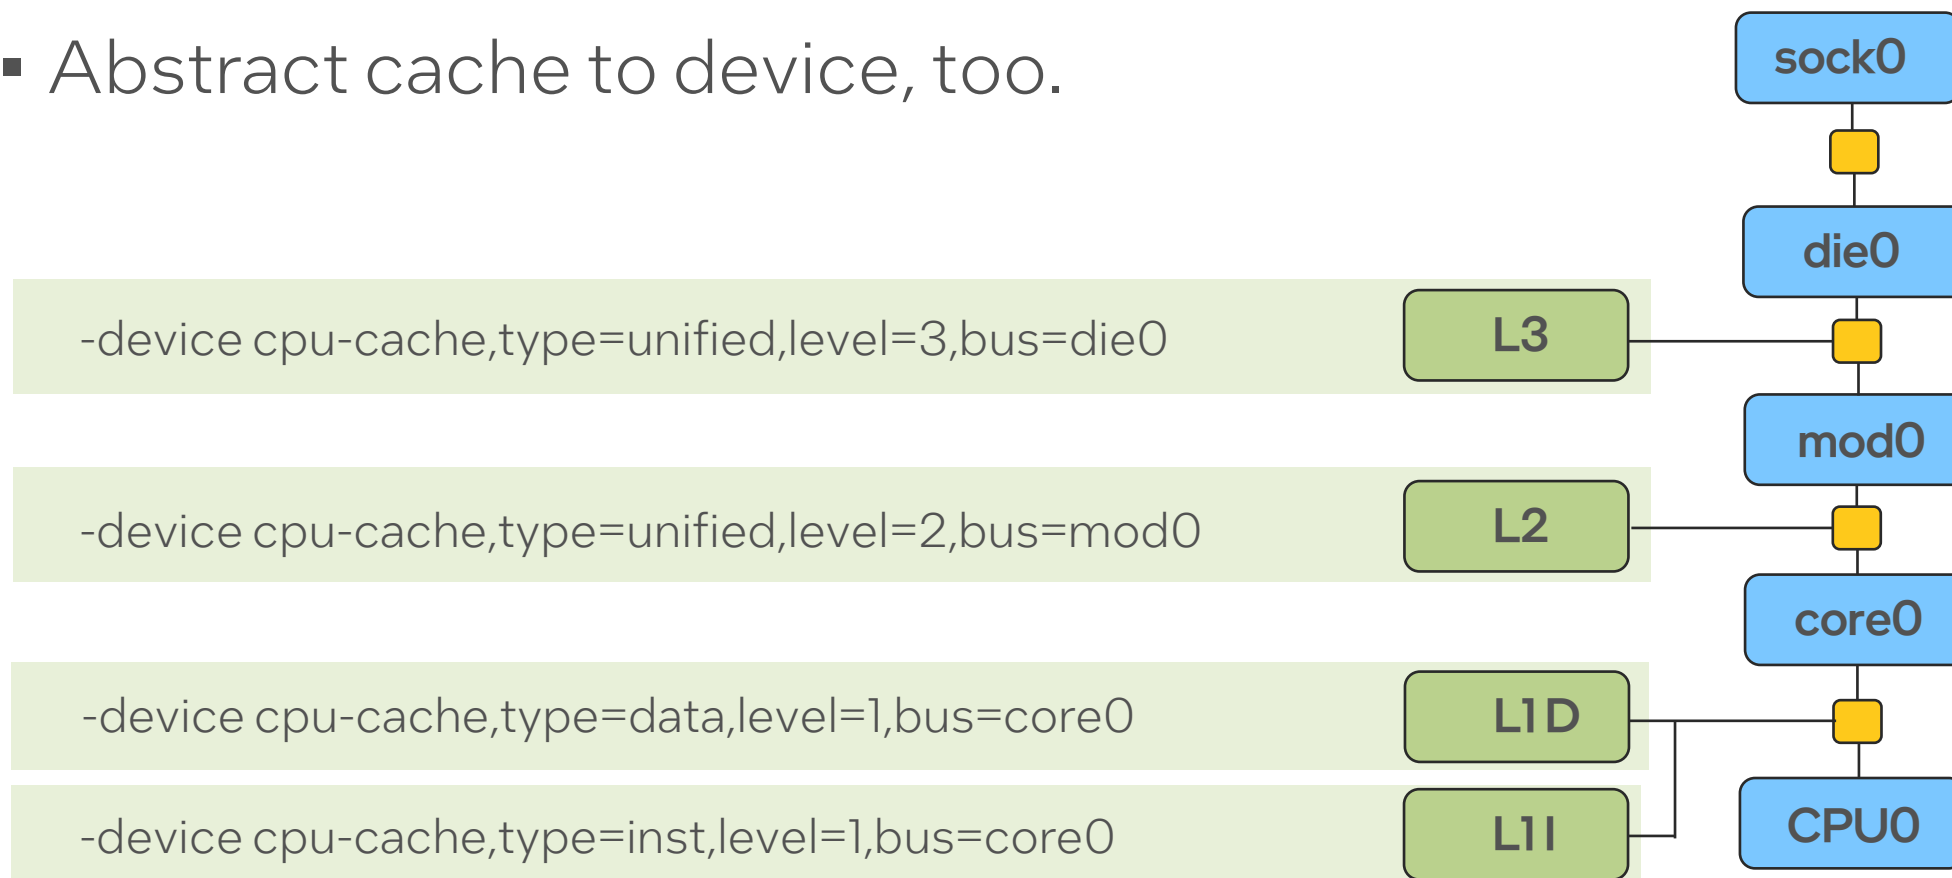 ▪ Abstract cache to device, too.
sock0
die0
-device cpu-cache,type=unified,level=3,bus=die0
L3
mod0
-device cpu-cache,type=unified,level=2,bus=mod0
L2
core0
-device cpu-cache,type=data,level=1,bus=core0
L1 D
-device cpu-cache,type=inst,level=1,bus=core0
L1 I
CPU0